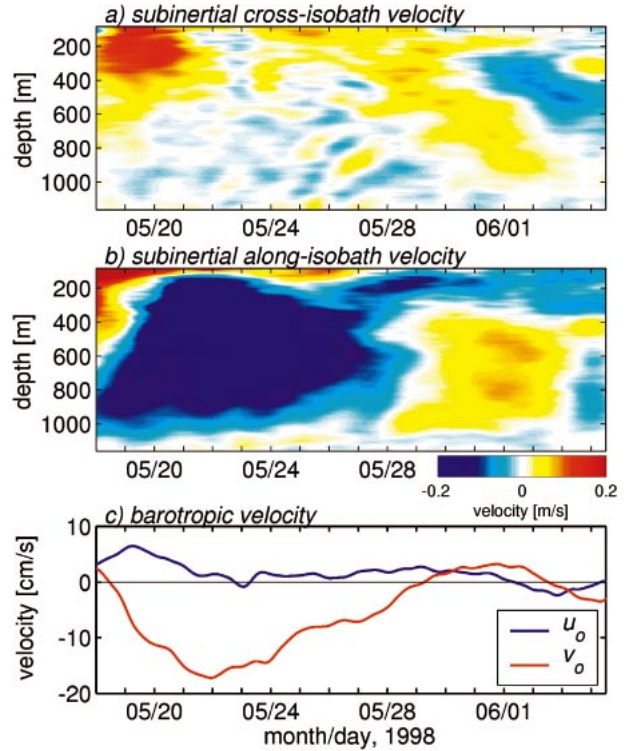 a) subinertial cross-isobath velocity
200
400
600
800
1000
depth [m]
05/20 05/24 05/28 06/01
b) subinertial along-isobath velocity
200
400
600
800
1000
depth [m]
05/20 05/24 05/28
-0.2 0 0.2
velocity [m/s]
c) barotropic velocity
10
0
-10
-20
velocity [cm/s]
u_o
v_o
05/20 05/24 05/28 06/01
month/day, 1998